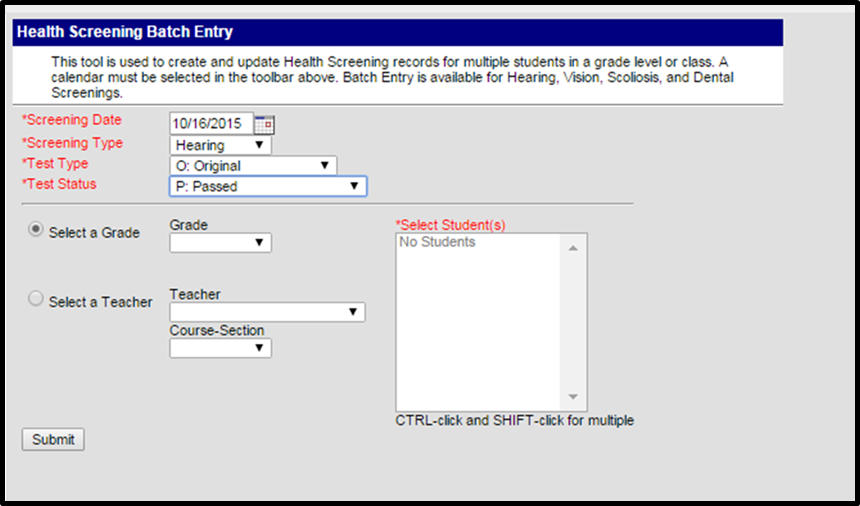 Health Screening Batch Entry
This tool is used to create and update Health Screening records for multiple students in a grade level or class. A
calendar must be selected in the toolbar above. Batch Entry is available for Hearing, Vision, Scoliosis, and Dental
Screenings.
*Screening Date 10/16/2015
*Screening Type Hearing
*Test Type O: Original
*Test Status P: Passed
Select a Grade
Grade
*Select Student(s)
No Students
Select a Teacher
Teacher
Course-Section
CTRL-click and SHIFT-click for multiple
Submit